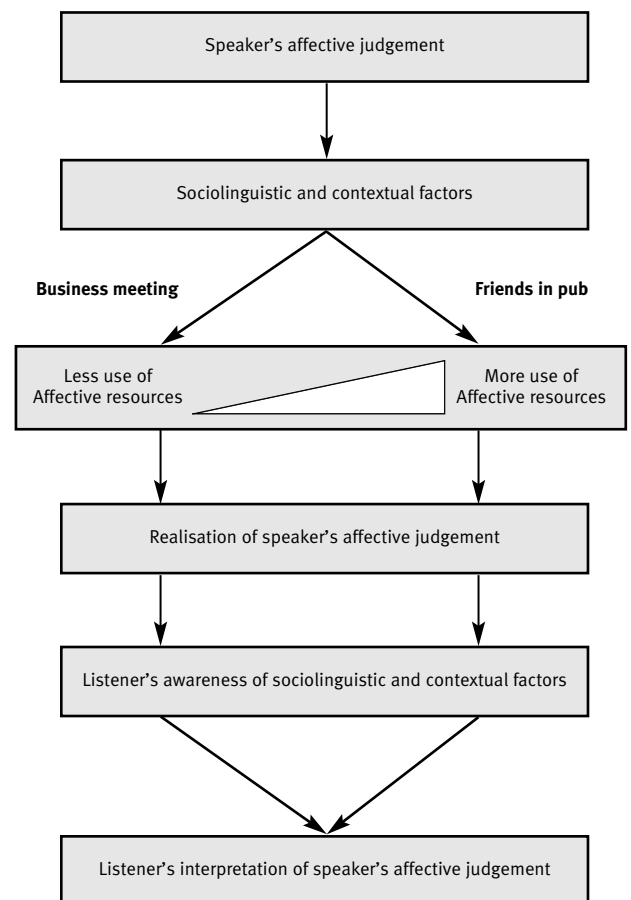 Speaker’s affective judgement
Sociolinguistic and contextual factors
Business meeting
Friends in pub
Less use of
Affective resources
More use of
Affective resources
Realisation of speaker’s affective judgement
Listener’s awareness of sociolinguistic and contextual factors
Listener’s interpretation of speaker’s affective judgement